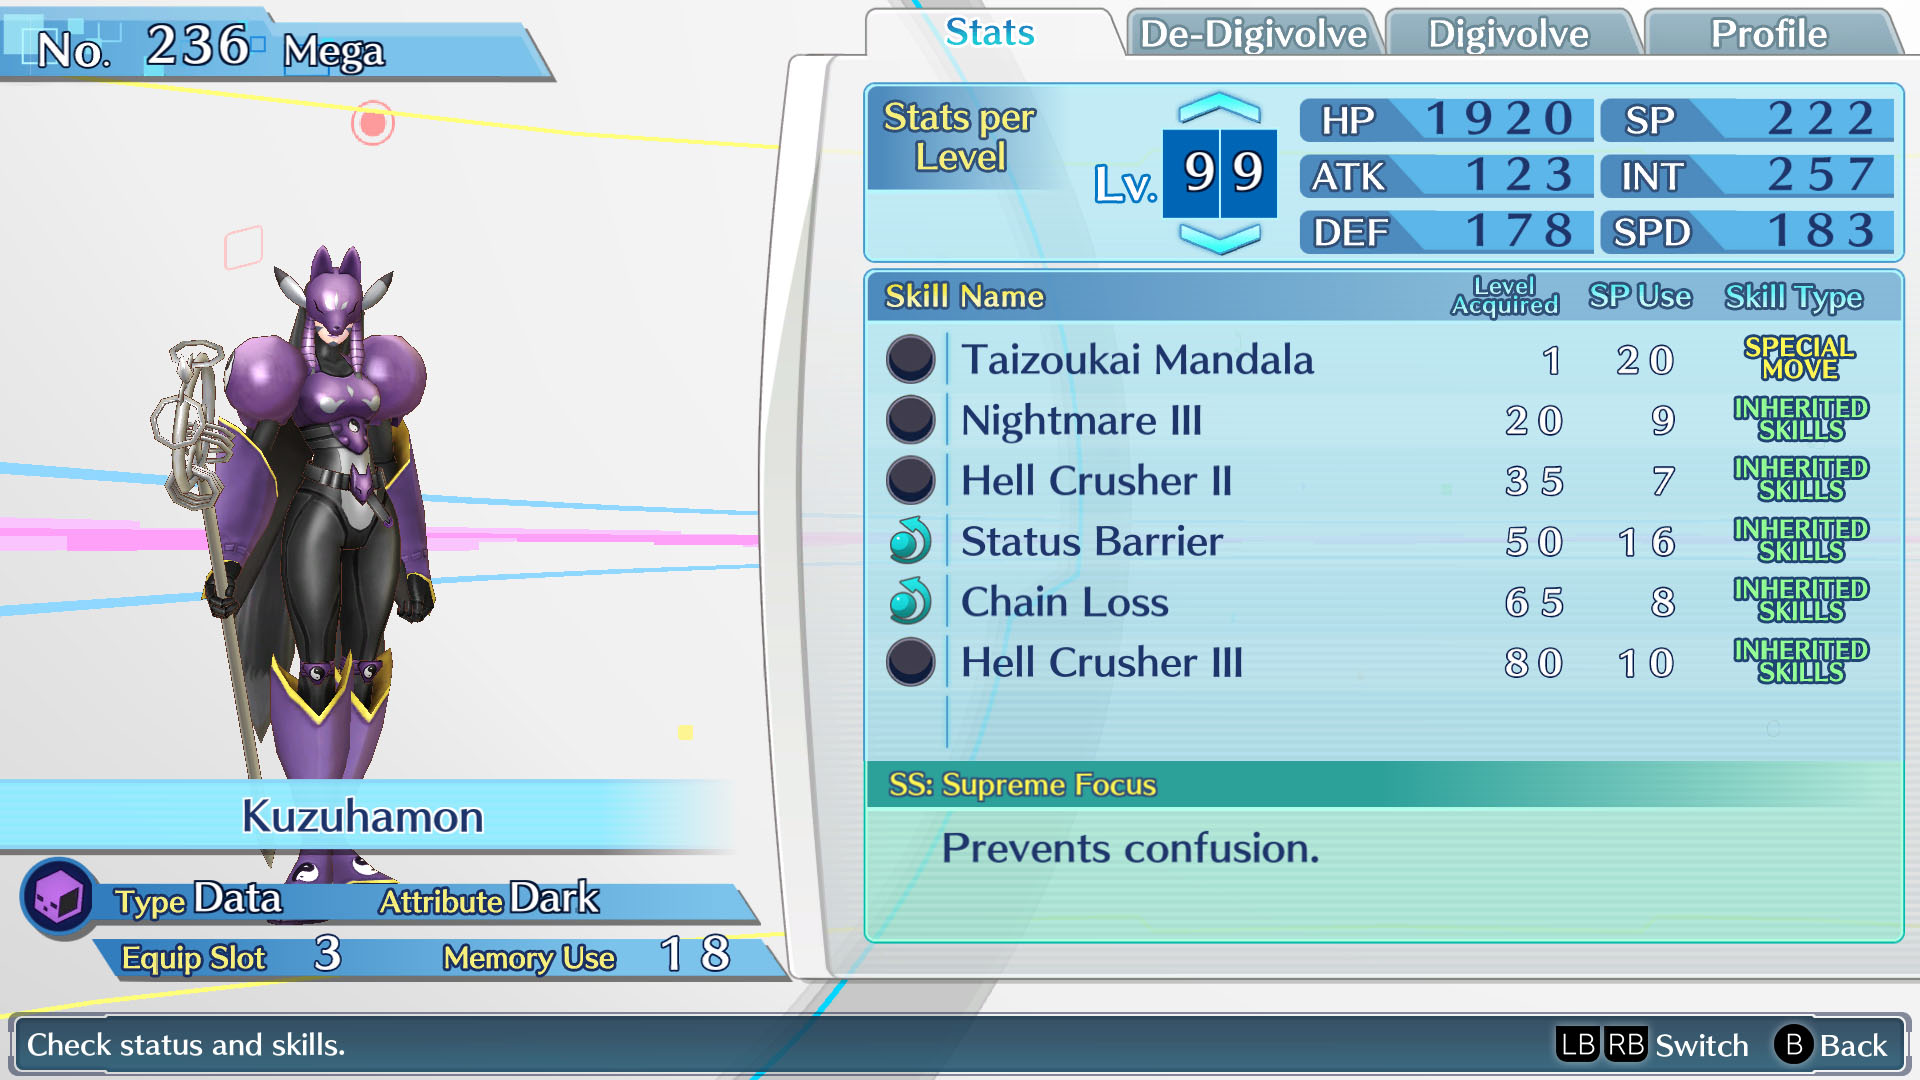 No. 236 Mega
Stats
De-Digivolve
Digivolve
Profile
Stats per
Level
Lv. 99
HP 1920
SP 222
ATK 123
INT 257
DEF 178
SPD 183
Skill Name
Level
Acquired
SP Use
Skill Type
Taizoukai Mandala 1 20 SPECIAL
MOVE
Nightmare III 20 9 INHERITED
SKILLS
Hell Crusher II 35 7 INHERITED
SKILLS
Status Barrier 50 16 INHERITED
SKILLS
Chain Loss 65 8 INHERITED
SKILLS
Hell Crusher III 80 10 INHERITED
SKILLS
SS: Supreme Focus
Prevents confusion.
Kuzuhamon
Type Data Attribute Dark
Equip Slot 3 Memory Use 18
Check status and skills.
LB RB Switch B Back